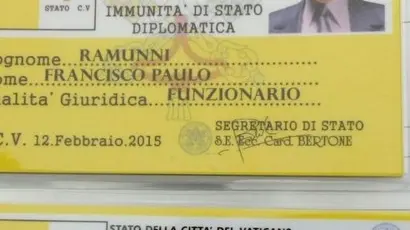 STATO C.V
IMMUNITA' DI STATO
DIPLOMATICA
ognome RAMUNNI
ome FRANCISCO PAULO
alita' Giuridica FUNZIONARIO
C.V. 12.Febbraio.2015
SEGRETARIO DI STATO
S.E. Ecc Card. BERTONE
STATO DELLA CITTA' DEL VATICANO